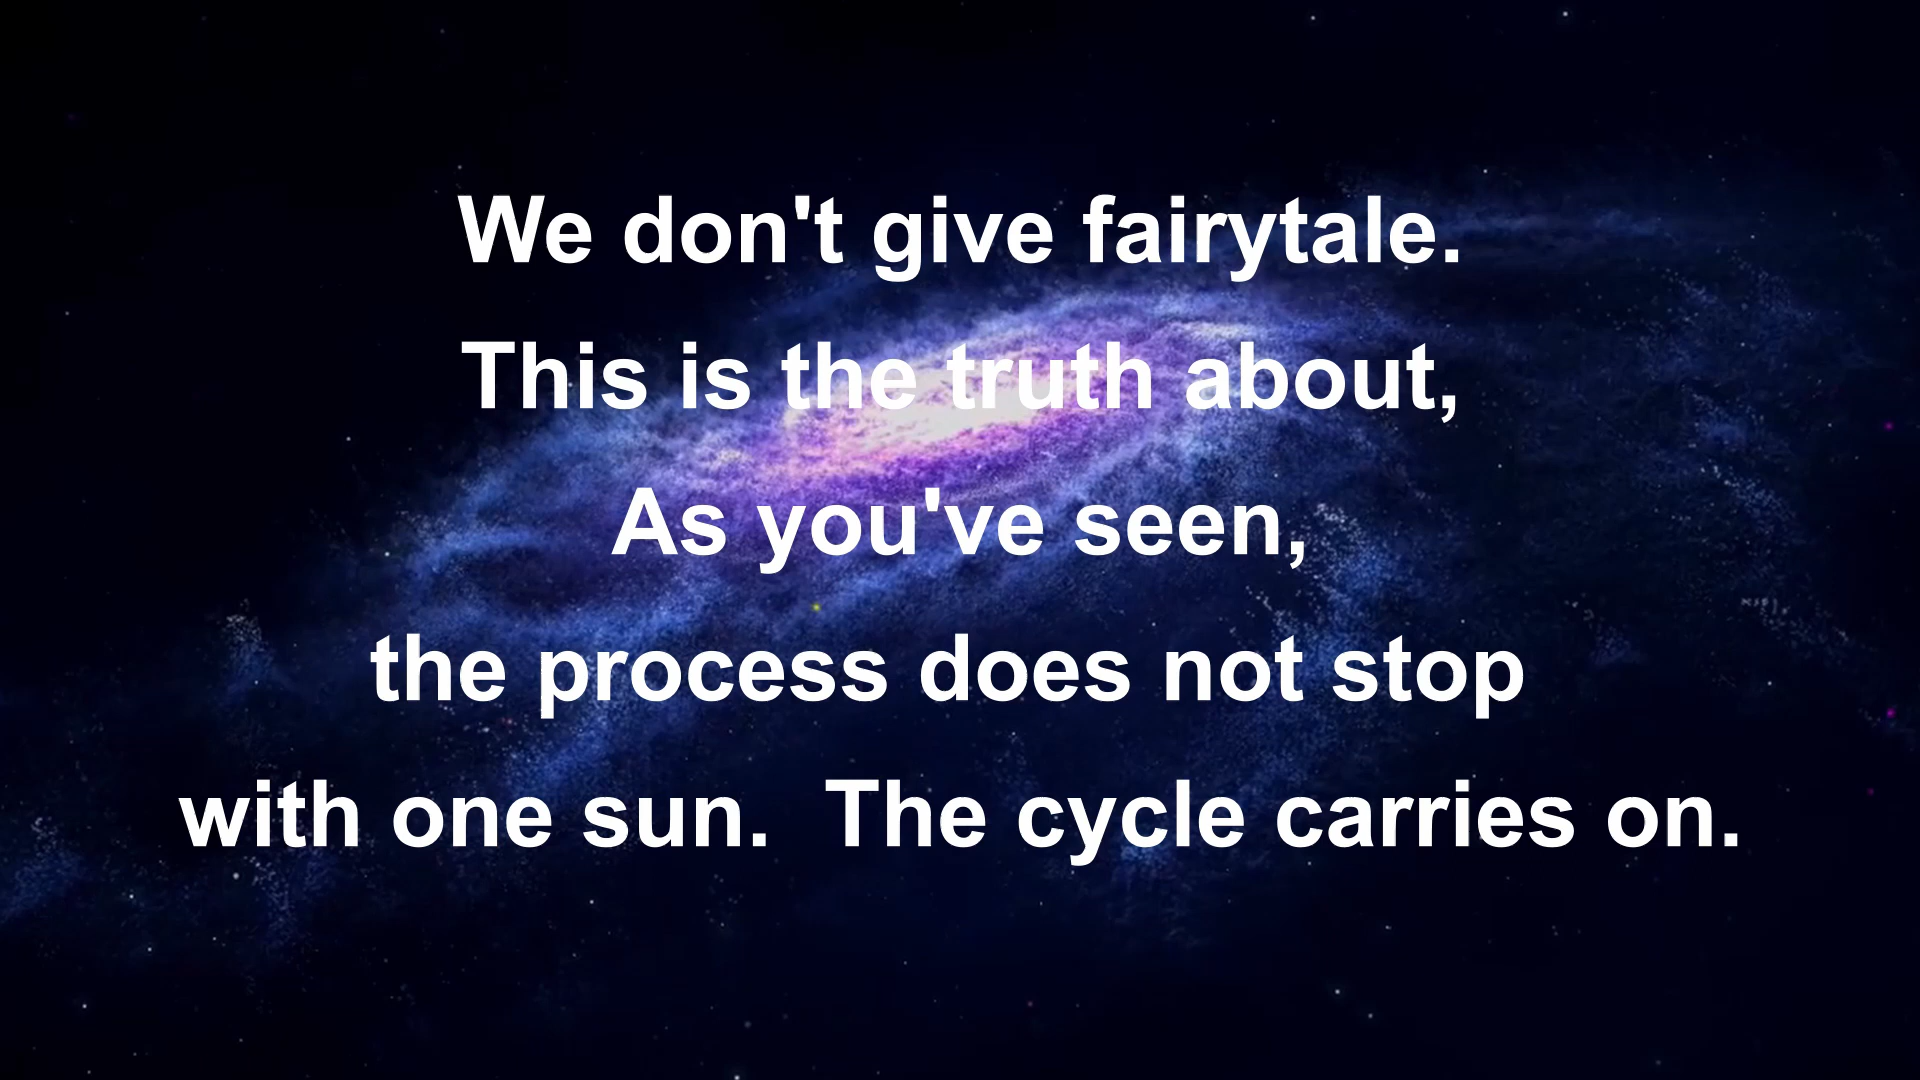 We don't give fairytale.
This is the truth about,
As you've seen,
the process does not stop
with one sun.  The cycle carries on.